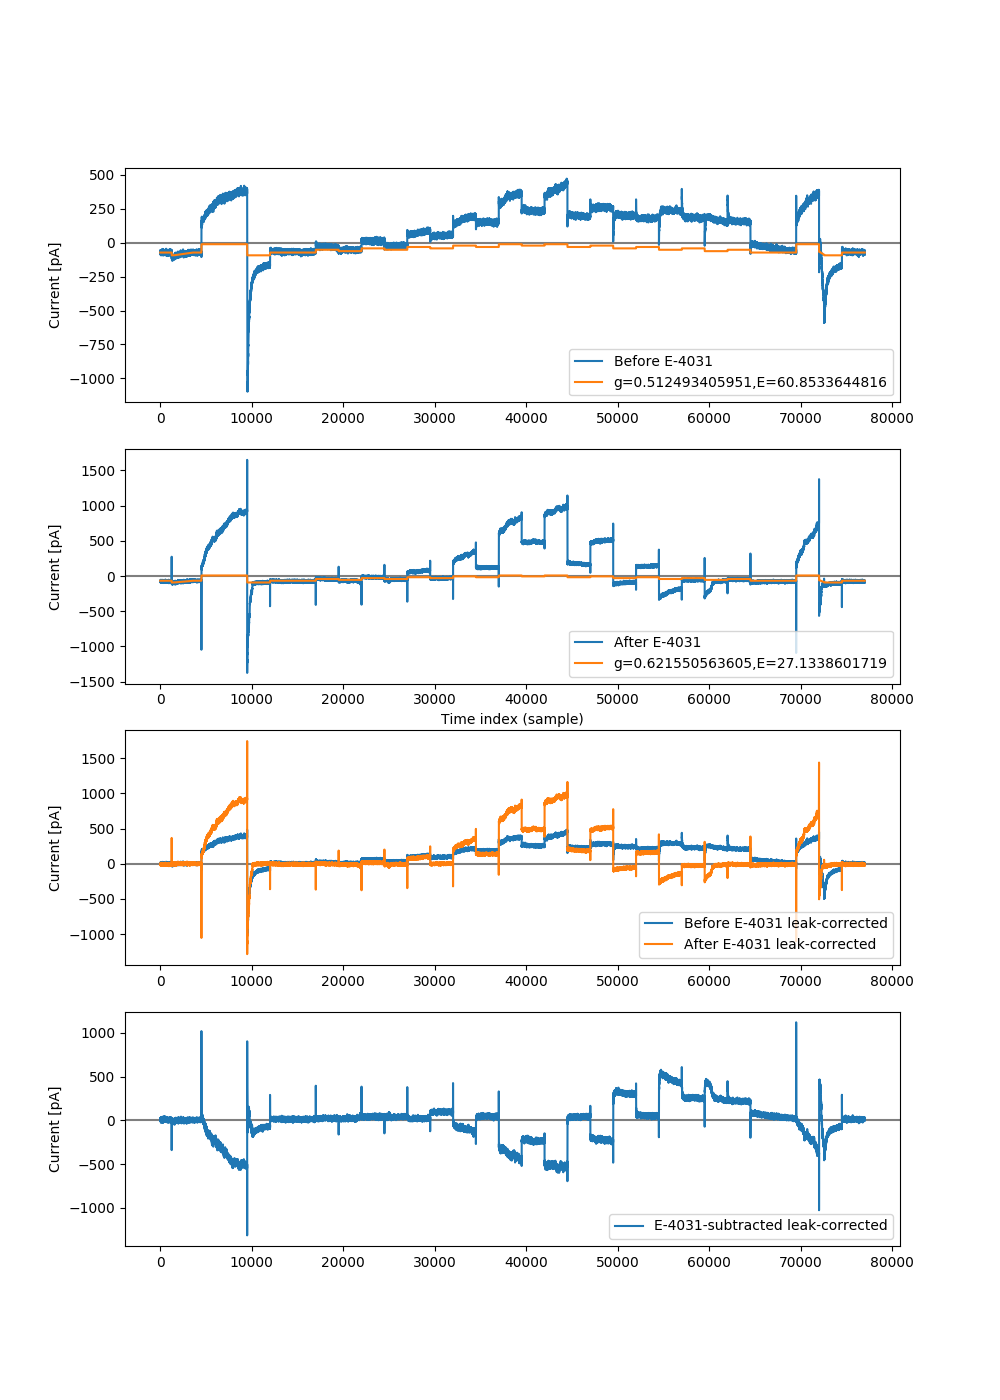 500
250
0
−250
−500
−750
−1000
Current [pA]
Before E-4031
g=0.512493405951,E=60.8533644816
0 10000 20000 30000 40000 50000 60000 70000 80000
1500
1000
500
0
−500
−1000
−1500
Current [pA]
After E-4031
g=0.621550563605,E=27.1338601719
0 10000 20000 30000 40000 50000 60000 70000 80000
Time index (sample)
1500
1000
500
0
−500
−1000
Current [pA]
Before E-4031 leak-corrected
After E-4031 leak-corrected
0 10000 20000 30000 40000 50000 60000 70000 80000
1000
500
0
−500
−1000
Current [pA]
E-4031-subtracted leak-corrected
0 10000 20000 30000 40000 50000 60000 70000 80000